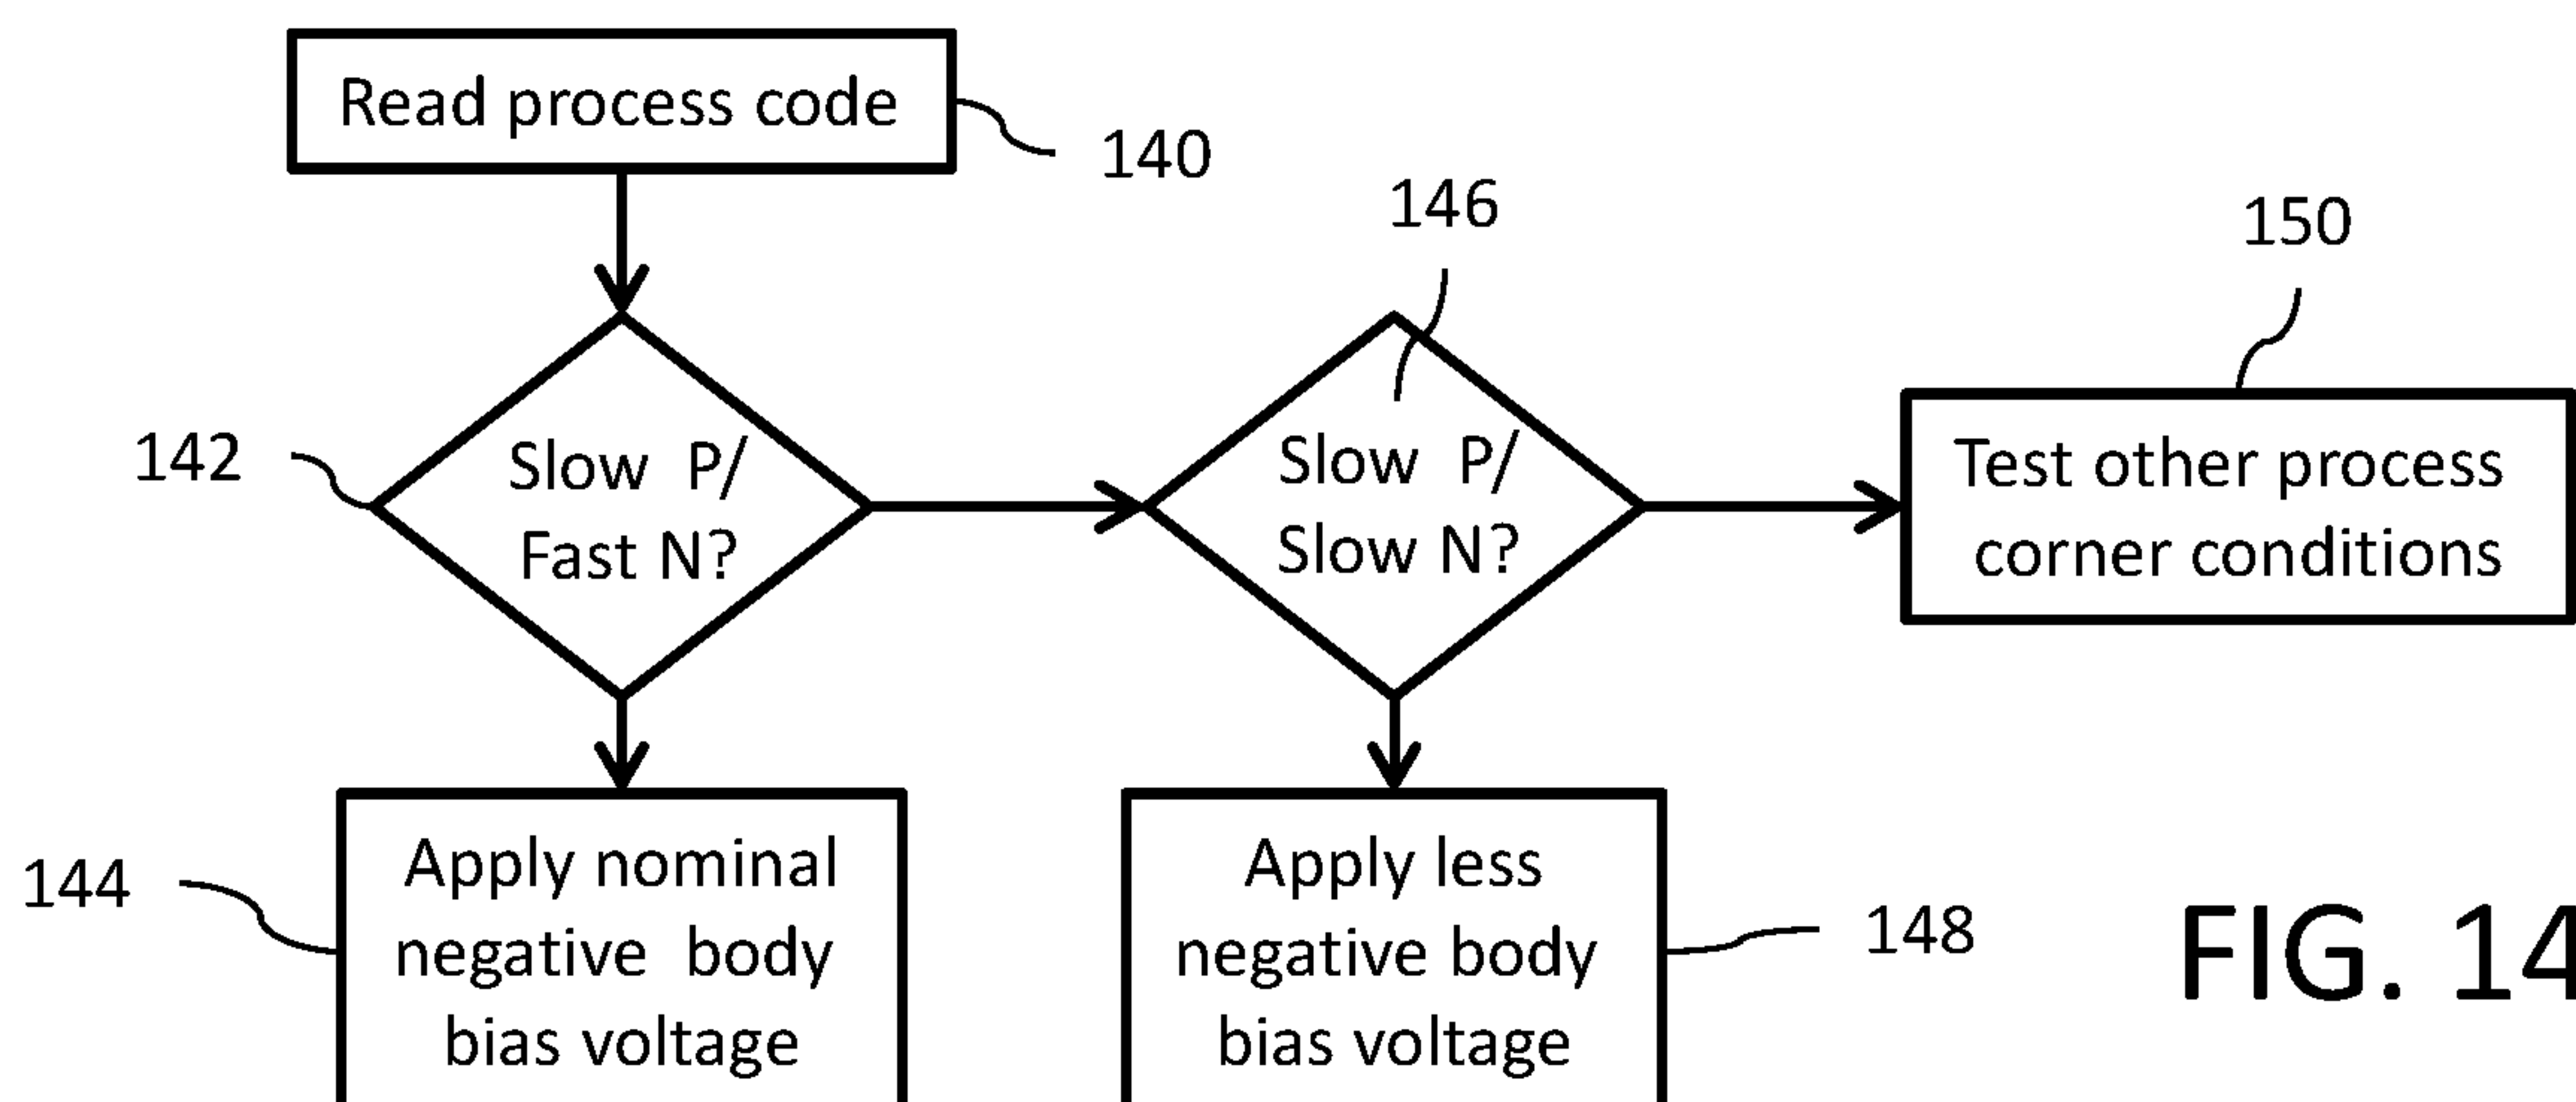 Read process code
140
146
150
142
Slow P/
Fast N?
Slow P/
Slow N?
Test other process
corner conditions
144
Apply nominal
negative body
bias voltage
Apply less
negative body
bias voltage
148
FIG. 14